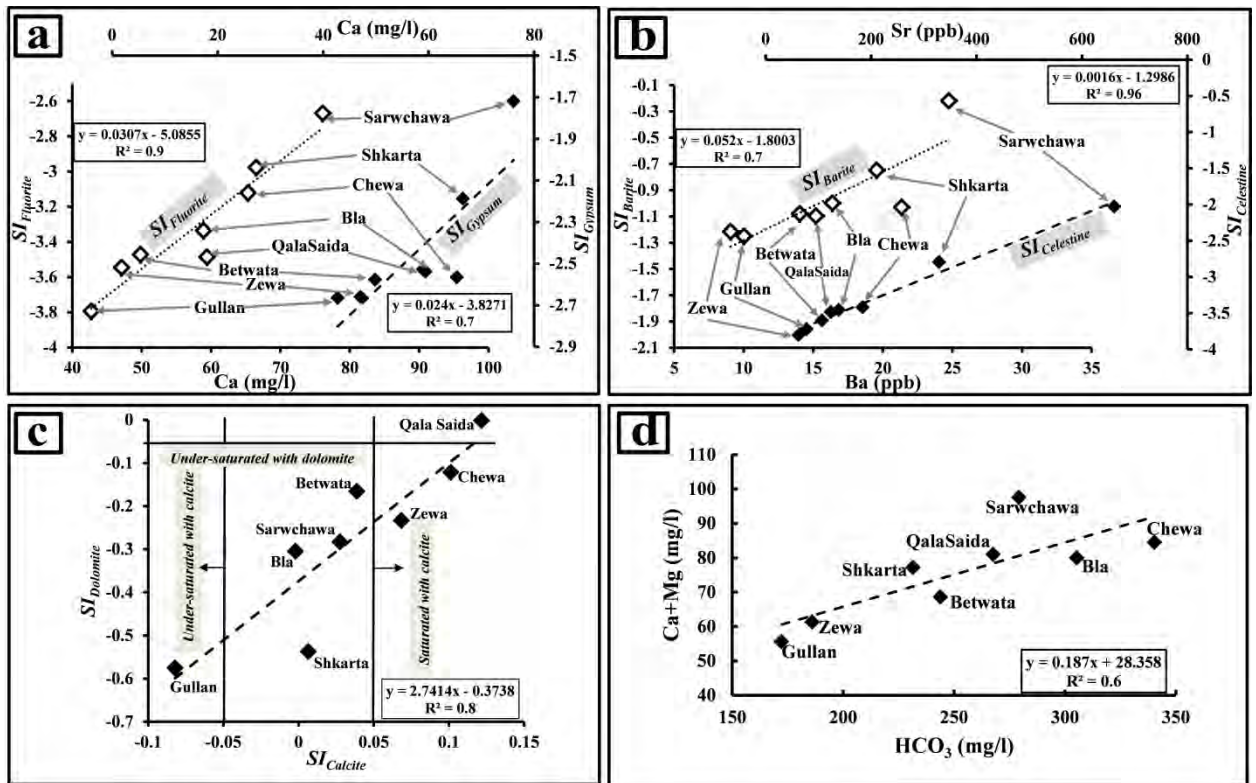 a
Ca (mg/l)
0 20 40 60 80
-1.5
-1.7
-1.9
-2.1
-2.3
-2.5
-2.7
-2.9
SI Gypsum
-2.6
-2.8
-3
-3.2
-3.4
-3.6
-3.8
-4
SI Fluorite
y = 0.0307x - 5.0855
R² = 0.9
SI Fluorite
Sarwchawa
Shkarta
Chewa
Bla
QalaSaida
Betwata
Zewa
Gullan
SI Gypsum
y = 0.024x - 3.8271
R² = 0.7
40 60 80 100
Ca (mg/l)
b
Sr (ppb)
0 200 400 600 800
0
-0.5
-1
-1.5
-2
-2.5
-3
-3.5
-4
SI Celestine
-0.1
-0.3
-0.5
-0.7
-0.9
-1.1
-1.3
-1.5
-1.7
-1.9
-2.1
SI Barite
y = 0.0016x - 1.2986
R² = 0.96
y = 0.052x - 1.8003
R² = 0.7
Sarwchawa
SI Barite
Shkarta
Betwata
Bla
Chewa
QalaSaida
Gullan
Zewa
SI Celestine
5 10 15 20 25 30 35
Ba (ppb)
c
0
-0.1
-0.2
-0.3
-0.4
-0.5
-0.6
-0.7
SI Dolomite
Qala Saida
Under-saturated with dolomite
Chewa
Betwata
Zewa
Sarwchawa
Bla
Under-saturated with calcite
Saturated with calcite
Shkarta
Gullan
y = 2.7414x - 0.3738
R² = 0.8
-0.1 -0.05 0 0.05 0.1 0.15
SI Calcite
d
110
100
90
80
70
60
50
40
Ca+Mg (mg/l)
Sarwchawa
Chewa
QalaSaida
Shkarta
Bla
Betwata
Zewa
Gullan
y = 0.187x + 28.358
R² = 0.6
150 200 250 300 350
HCO₃ (mg/l)